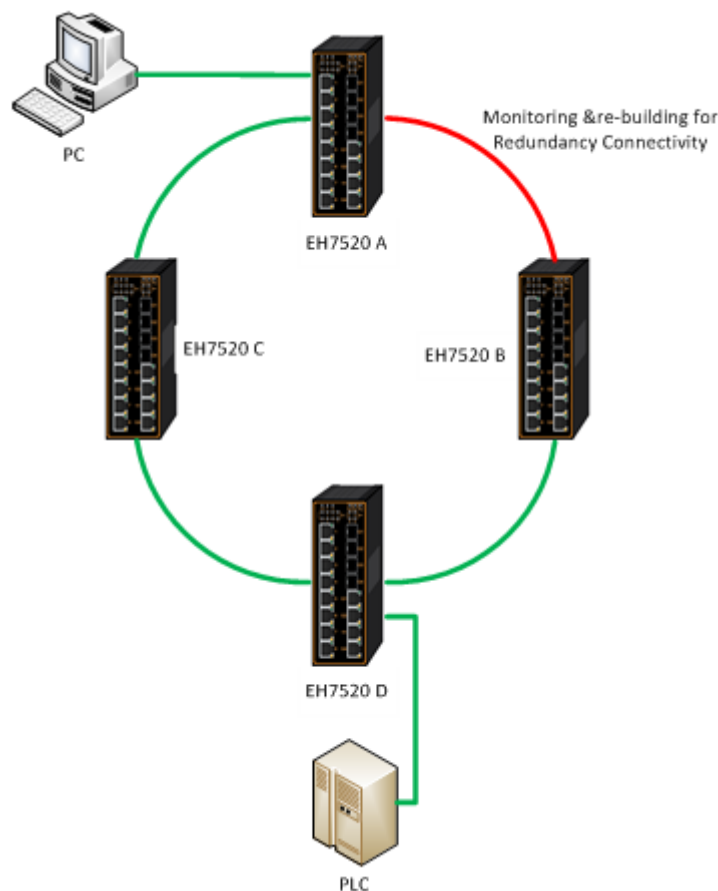 PC
EH7520 A
Monitoring &re-building for
Redundancy Connectivity
EH7520 C
EH7520 B
EH7520 D
PLC